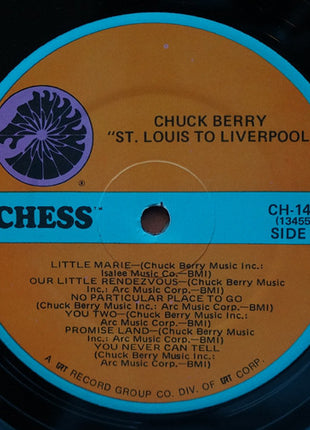 CHUCK BERRY
"ST. LOUIS TO LIVERPOOL
®
CHESS™
CH-14
(13455
SIDE
LITTLE MARIE—(Chuck Berry Music Inc.:
Isalee Music Co.—BMI)
OUR LITTLE RENDEZVOUS—(Chuck Berry Music
Inc.: Arc Music Corp.—BMI)
NO PARTICULAR PLACE TO GO
(Chuck Berry Music Inc.: Arc Music Corp.—BMI)
YOU TWO—(Chuck Berry Music Inc.:
Arc Music Corp.—BMI)
PROMISE LAND—(Chuck Berry Music
Inc.: Arc Music Corp.—BMI)
YOU NEVER CAN TELL
(Chuck Berry Music Inc.:
Arc Music Corp.—BMI)
A GRT RECORD GROUP CO. DIV. OF GRT CORP.